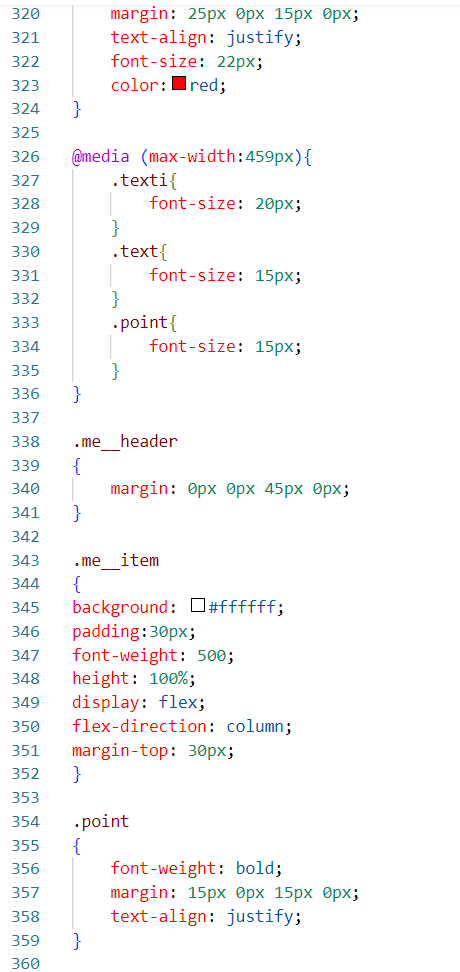 320 margin: 25px 0px 15px 0px;
321 text-align: justify;
322 font-size: 22px;
323 color: red;
324 }
325
326 @media (max-width:459px){
327 .texti{
328 font-size: 20px;
329 }
330 .text{
331 font-size: 15px;
332 }
333 .point{
334 font-size: 15px;
335 }
336 }
337
338 .me__header
339 {
340 margin: 0px 0px 45px 0px;
341 }
342
343 .me__item
344 {
345 background: #ffffff;
346 padding:30px;
347 font-weight: 500;
348 height: 100%;
349 display: flex;
350 flex-direction: column;
351 margin-top: 30px;
352 }
353
354 .point
355 {
356 font-weight: bold;
357 margin: 15px 0px 15px 0px;
358 text-align: justify;
359 }
360